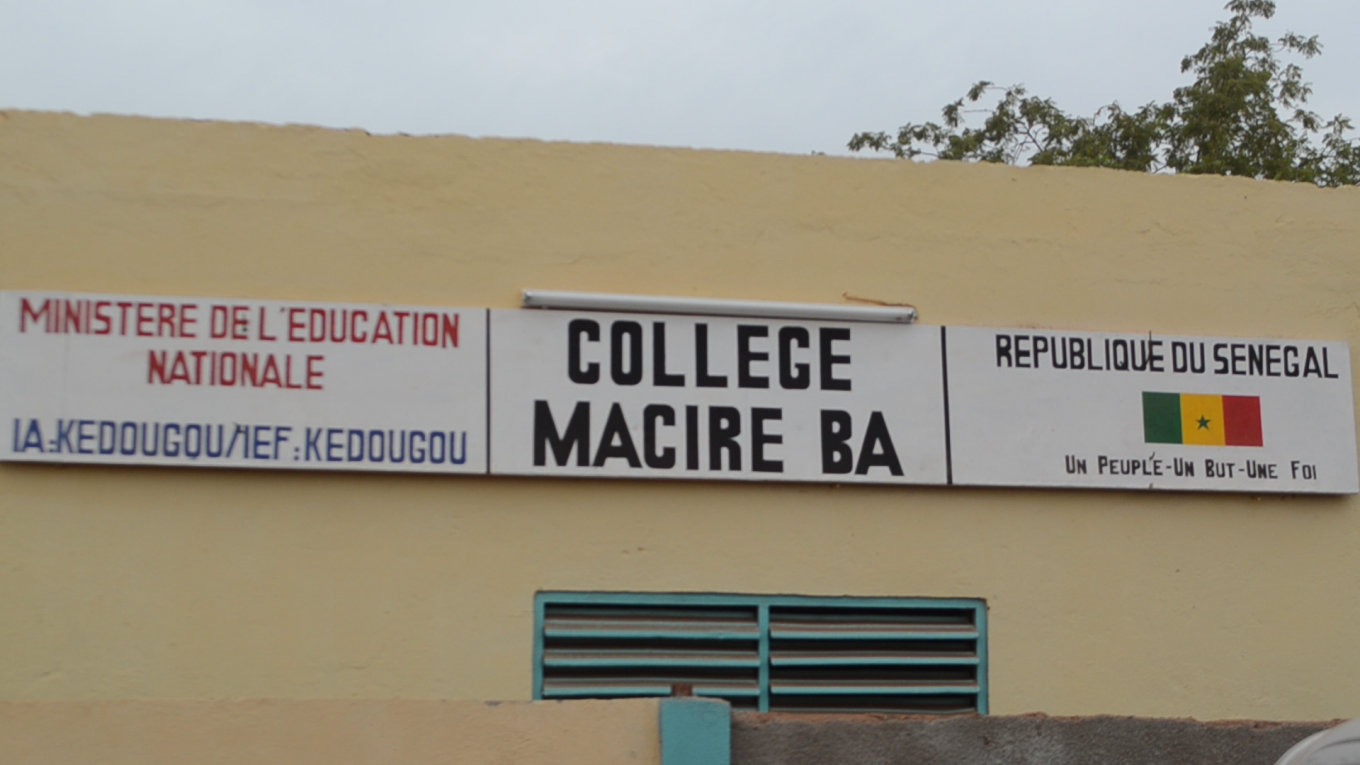 MINISTERE DE L'EDUCATION
NATIONALE
IA:KEDOUGOU/IEF:KEDOUGOU
COLLEGE
MACIRE BA
REPUBLIQUE DU SENEGAL
UN PEUPLE-UN BUT-UNE FOI